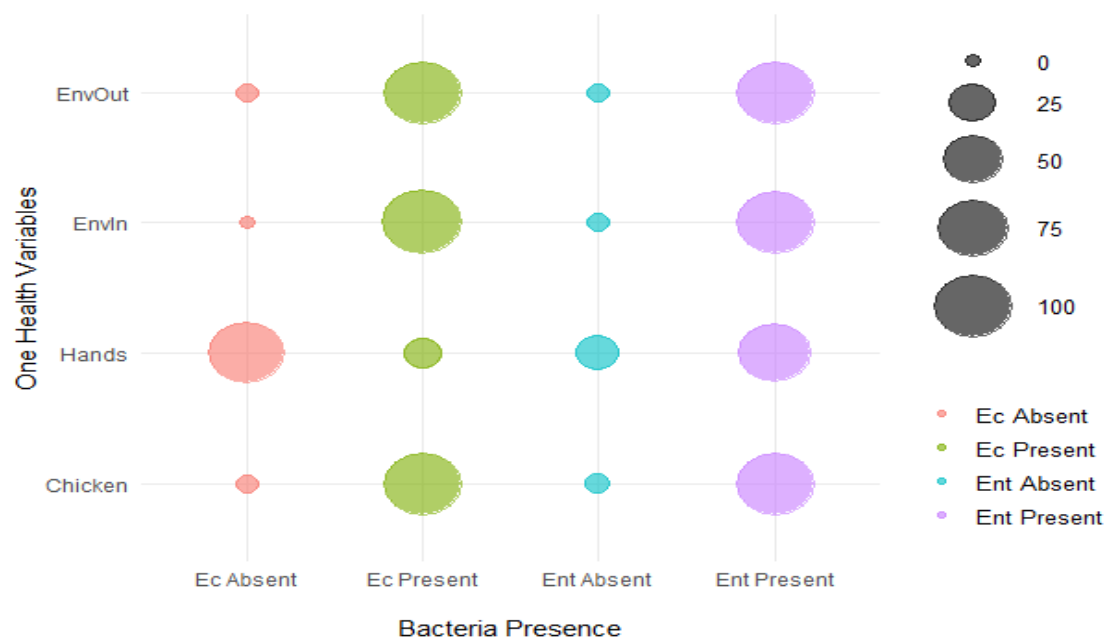 One Health Variables
EnvOut
EnvIn
Hands
Chicken
Ec Absent
Ec Present
Ent Absent
Ent Present
Bacteria Presence
0
25
50
75
100
Ec Absent
Ec Present
Ent Absent
Ent Present